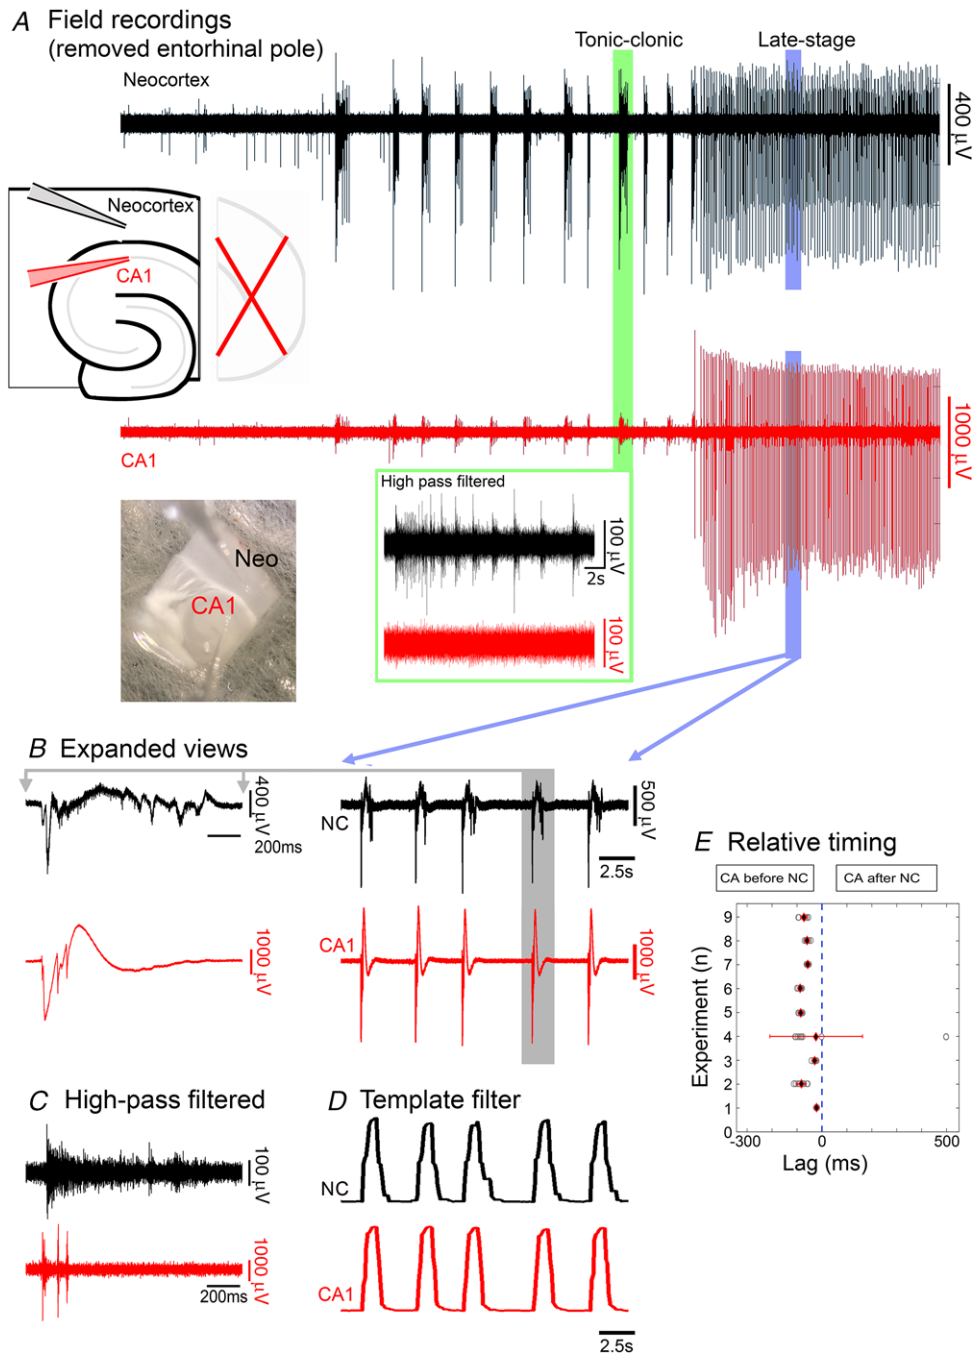 A Field recordings
(removed entorhinal pole)
Tonic-clonic
Late-stage
Neocortex
400 µV
Neocortex
CA1
CA1
1000 µV
High pass filtered
100 µV
2s
100 µV
Neo
CA1
B Expanded views
400 µV
200ms
NC
500 µV
2.5s
1000 µV
CA1
1000 µV
E Relative timing
CA before NC
CA after NC
9
8
7
6
5
4
3
2
1
0
Experiment (n)
-300
0
500
Lag (ms)
C High-pass filtered
100 µV
1000 µV
200ms
D Template filter
NC
CA1
2.5s